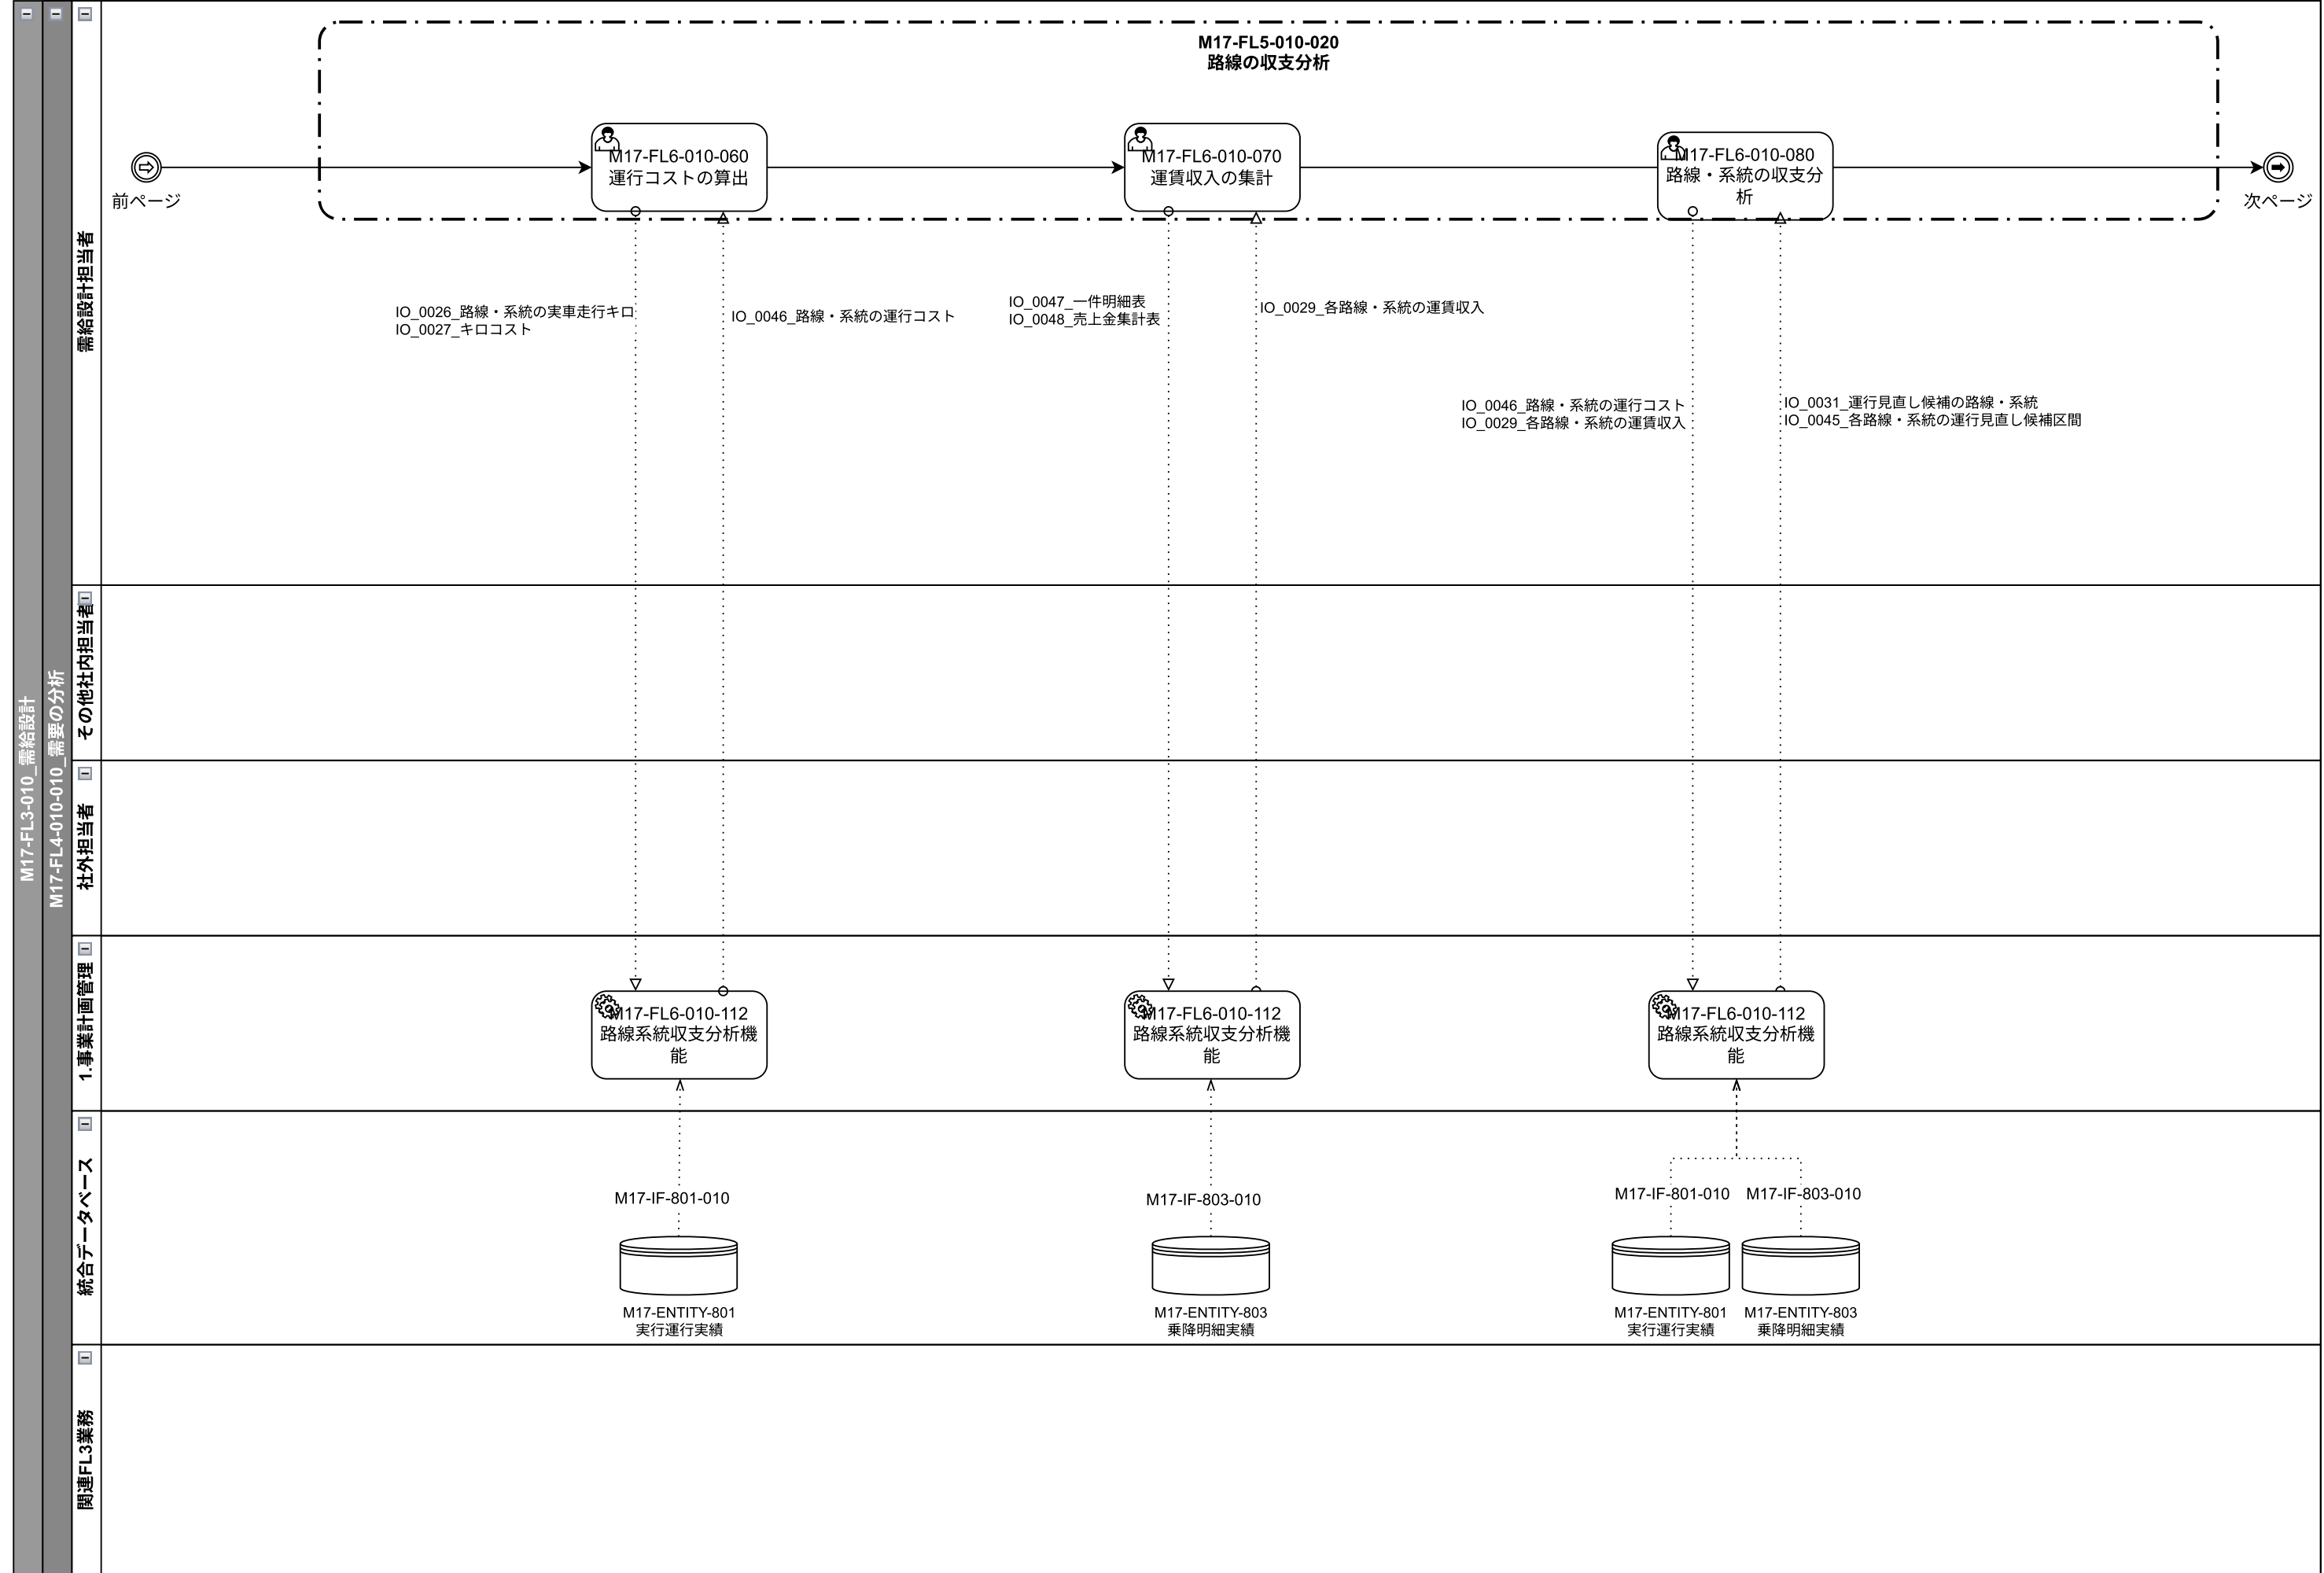 M17-FL3-010_需給設計
M17-FL4-010-010_需要の分析
需給設計担当者
M17-FL5-010-020
路線の収支分析
前ページ
M17-FL6-010-060
運行コストの算出
M17-FL6-010-070
運賃収入の集計
M17-FL6-010-080
路線・系統の収支分
析
次ページ
IO_0026_路線・系統の実車走行キロ
IO_0027_キロコスト
IO_0046_路線・系統の運行コスト
IO_0047_一件明細表
IO_0048_売上金集計表
IO_0029_各路線・系統の運賃収入
IO_0046_路線・系統の運行コスト
IO_0029_各路線・系統の運賃収入
IO_0031_運行見直し候補の路線・系統
IO_0045_各路線・系統の運行見直し候補区間
その他社内担当者
社外担当者
1.事業計画管理
M17-FL6-010-112
路線系統収支分析機
能
M17-FL6-010-112
路線系統収支分析機
能
M17-FL6-010-112
路線系統収支分析機
能
統合データベース
M17-IF-801-010
M17-IF-803-010
M17-IF-801-010
M17-IF-803-010
M17-ENTITY-801
実行運行実績
M17-ENTITY-803
乗降明細実績
M17-ENTITY-801
実行運行実績
M17-ENTITY-803
乗降明細実績
関連FL3業務